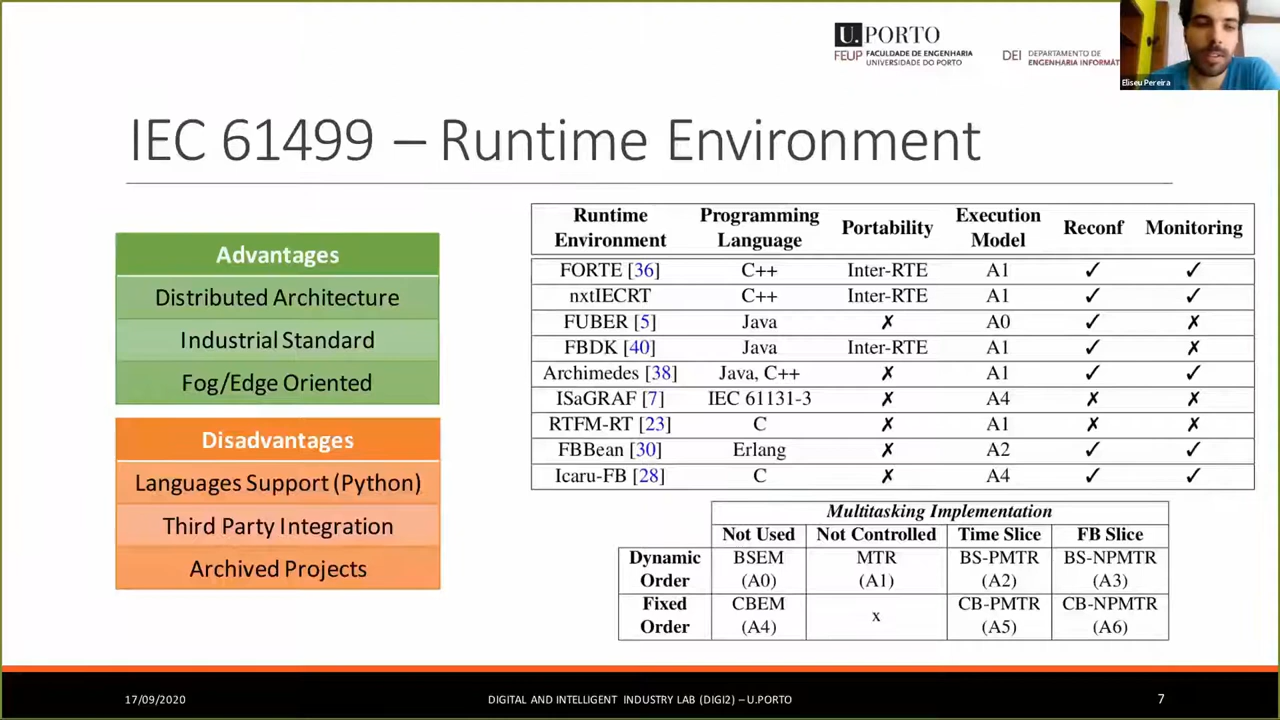 U.PORTO
FEUP FACULDADE DE ENGENHARIA
UNIVERSIDADE DO PORTO
DEI DEPARTAMENTO DE
ENGENHARIA INFORMÁT
Eliseu Pereira
IEC 61499 – Runtime Environment
Advantages
Distributed Architecture
Industrial Standard
Fog/Edge Oriented
Disadvantages
Languages Support (Python)
Third Party Integration
Archived Projects
Runtime Environment Programming Language Portability Execution Model Reconf Monitoring
FORTE [36] C++ Inter-RTE A1 ✓ ✓
nxtIECRT C++ Inter-RTE A1 ✓ ✓
FUBER [5] Java ✗ A0 ✓ ✗
FBDK [40] Java Inter-RTE A1 ✓ ✗
Archimedes [38] Java, C++ ✗ A1 ✓ ✓
ISaGRAF [7] IEC 61131-3 ✗ A4 ✗ ✗
RTFM-RT [23] C ✗ A1 ✗ ✗
FBBean [30] Erlang ✗ A2 ✓ ✓
Icaru-FB [28] C ✗ A4 ✓ ✓
Multitasking Implementation
Not Used Not Controlled Time Slice FB Slice
Dynamic BSEM MTR BS-PMTR BS-NPMTR
Order (A0) (A1) (A2) (A3)
Fixed CBEM x CB-PMTR CB-NPMTR
Order (A4) (A5) (A6)
17/09/2020 DIGITAL AND INTELLIGENT INDUSTRY LAB (DIGI2) – U.PORTO 7